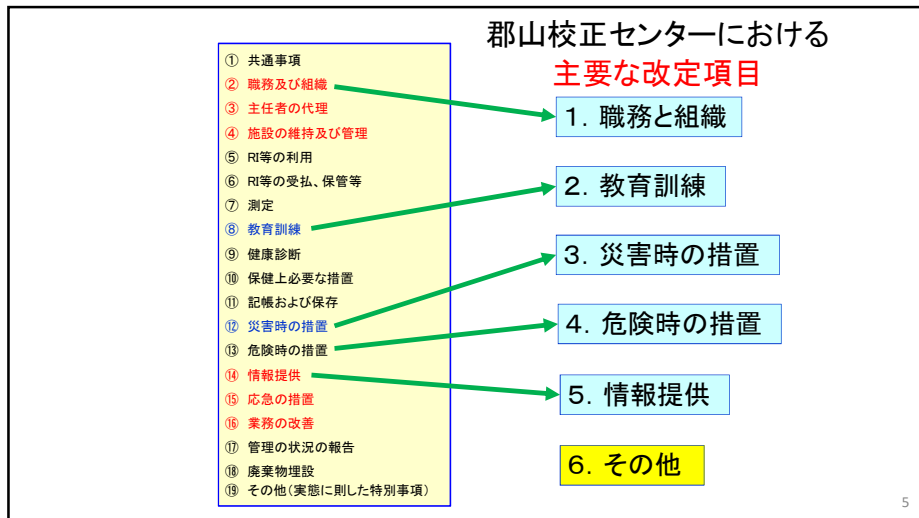 郡山校正センターにおける
主要な改定項目
① 共通事項
② 職務及び組織
③ 主任者の代理
④ 施設の維持及び管理
⑤ RI等の利用
⑥ RI等の受払、保管等
⑦ 測定
⑧ 教育訓練
⑨ 健康診断
⑩ 保健上必要な措置
⑪ 記帳および保存
⑫ 災害時の措置
⑬ 危険時の措置
⑭ 情報提供
⑮ 応急の措置
⑯ 業務の改善
⑰ 管理の状況の報告
⑱ 廃棄物埋設
⑲ その他(実態に則した特別事項)
1. 職務と組織
2. 教育訓練
3. 災害時の措置
4. 危険時の措置
5. 情報提供
6. その他
5